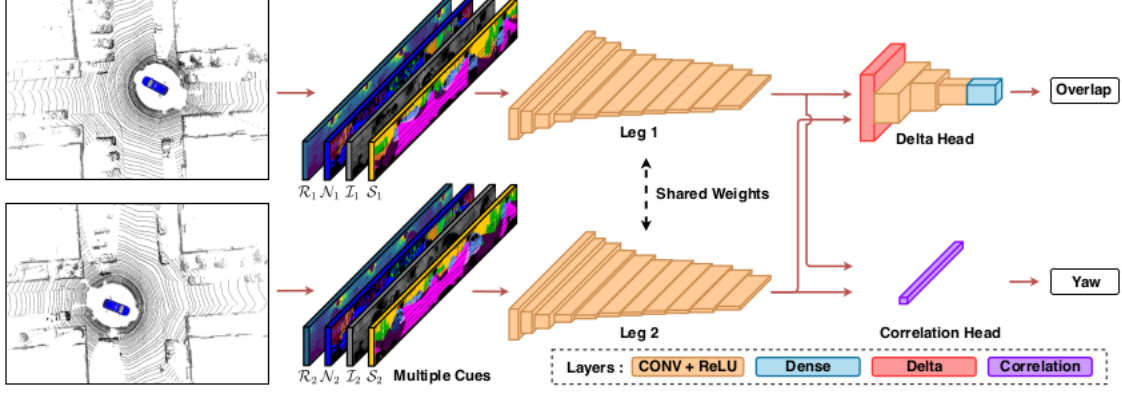 Leg 1
Overlap
Delta Head
R₁ N₁ I₁ S₁
Shared Weights
Yaw
Leg 2
Correlation Head
R₂ N₂ I₂ S₂
Multiple Cues
Layers : CONV + ReLU Dense Delta Correlation